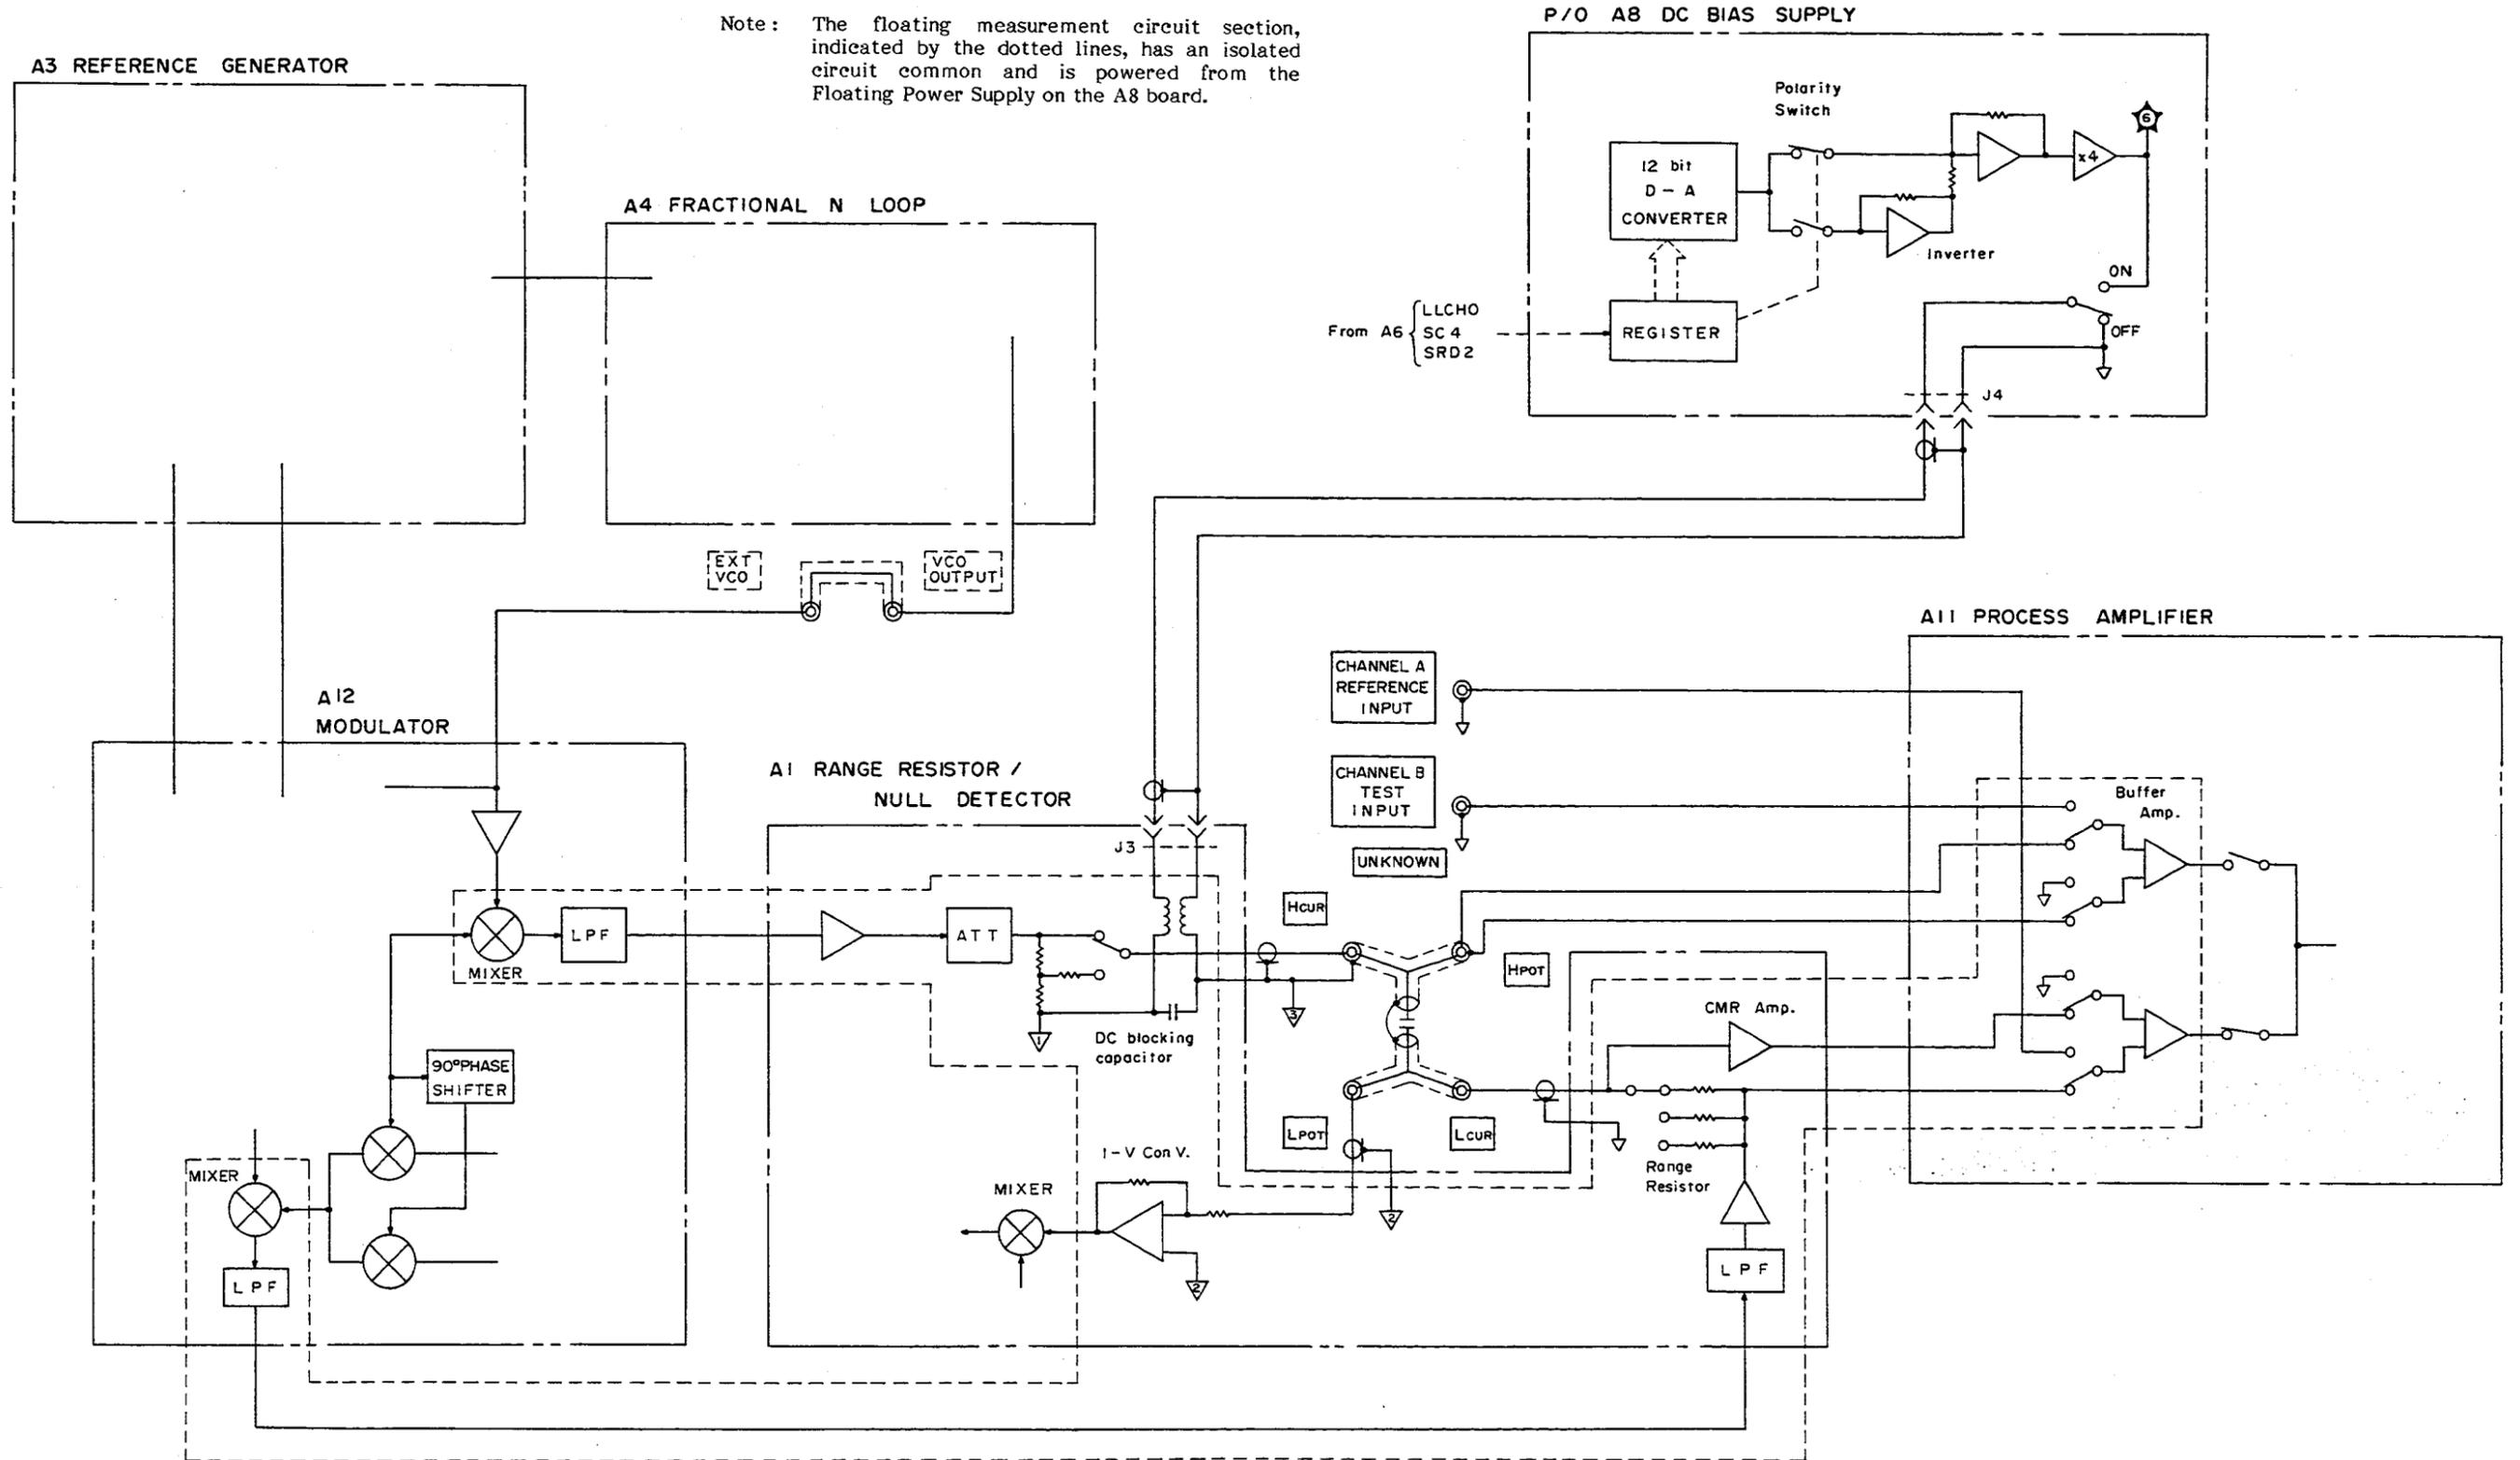 Note: The floating measurement circuit section,
indicated by the dotted lines, has an isolated
circuit common and is powered from the
Floating Power Supply on the A8 board.
P/O A8 DC BIAS SUPPLY
A3 REFERENCE GENERATOR
Polarity
Switch
6
12 bit
D-A
CONVERTER
x4
Inverter
ON
OFF
From A6
LLCHO
SC4
SRD2
REGISTER
J4
A4 FRACTIONAL N LOOP
EXT
VCO
VCO
OUTPUT
A11 PROCESS AMPLIFIER
CHANNEL A
REFERENCE
INPUT
CHANNEL B
TEST
INPUT
UNKNOWN
A12
MODULATOR
A1 RANGE RESISTOR /
NULL DETECTOR
Buffer
Amp.
J3
HCUR
LPF
ATT
MIXER
HPOT
3
1
DC blocking
capacitor
CMR Amp.
90°PHASE
SHIFTER
LPOT
LCUR
I-V Con V.
Range
Resistor
MIXER
MIXER
2
2
LPF
LPF